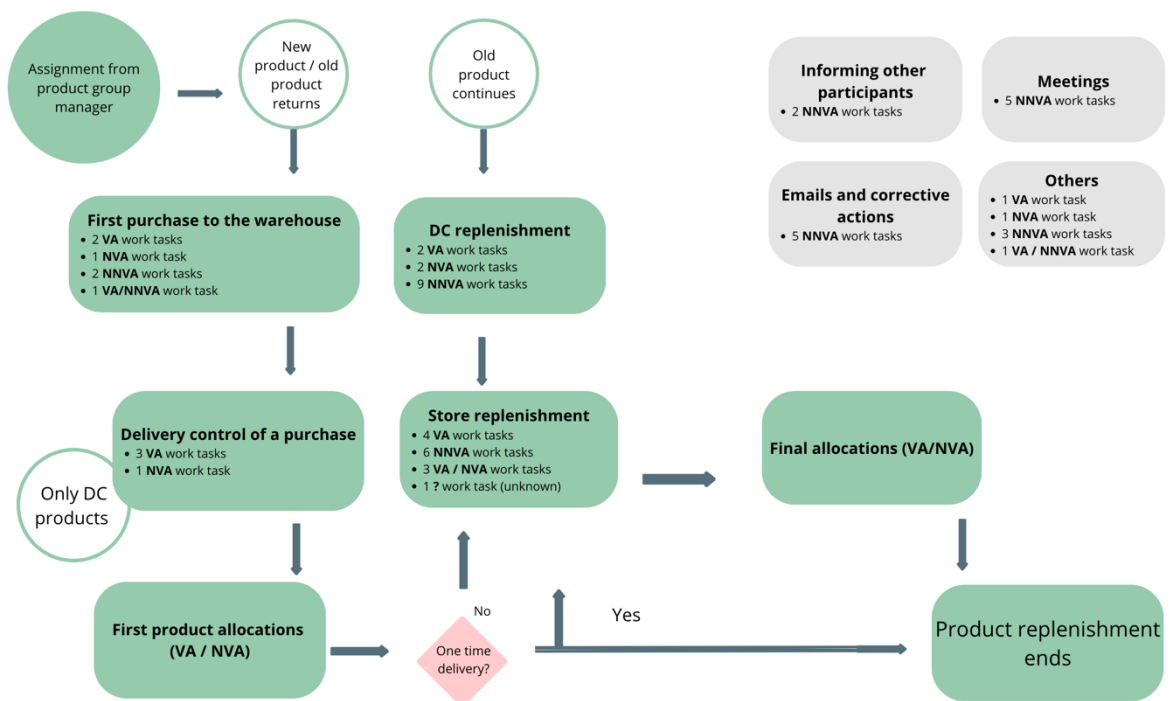 Assignment from
product group
manager
New
product / old
product
returns
Old
product
continues
Informing other
participants
• 2 NNVA work tasks
Meetings
• 5 NNVA work tasks
Emails and corrective
actions
• 5 NNVA work tasks
Others
• 1 VA work task
• 1 NVA work task
• 3 NNVA work tasks
• 1 VA / NNVA work task
First purchase to the warehouse
• 2 VA work tasks
• 1 NVA work task
• 2 NNVA work tasks
• 1 VA/NNVA work task
DC replenishment
• 2 VA work tasks
• 2 NVA work tasks
• 9 NNVA work tasks
Delivery control of a purchase
• 3 VA work tasks
• 1 NVA work task
Only DC
products
Store replenishment
• 4 VA work tasks
• 6 NNVA work tasks
• 3 VA / NVA work tasks
• 1 ? work task (unknown)
Final allocations (VA/NVA)
First product allocations
(VA / NVA)
No
One time
delivery?
Yes
Product replenishment
ends